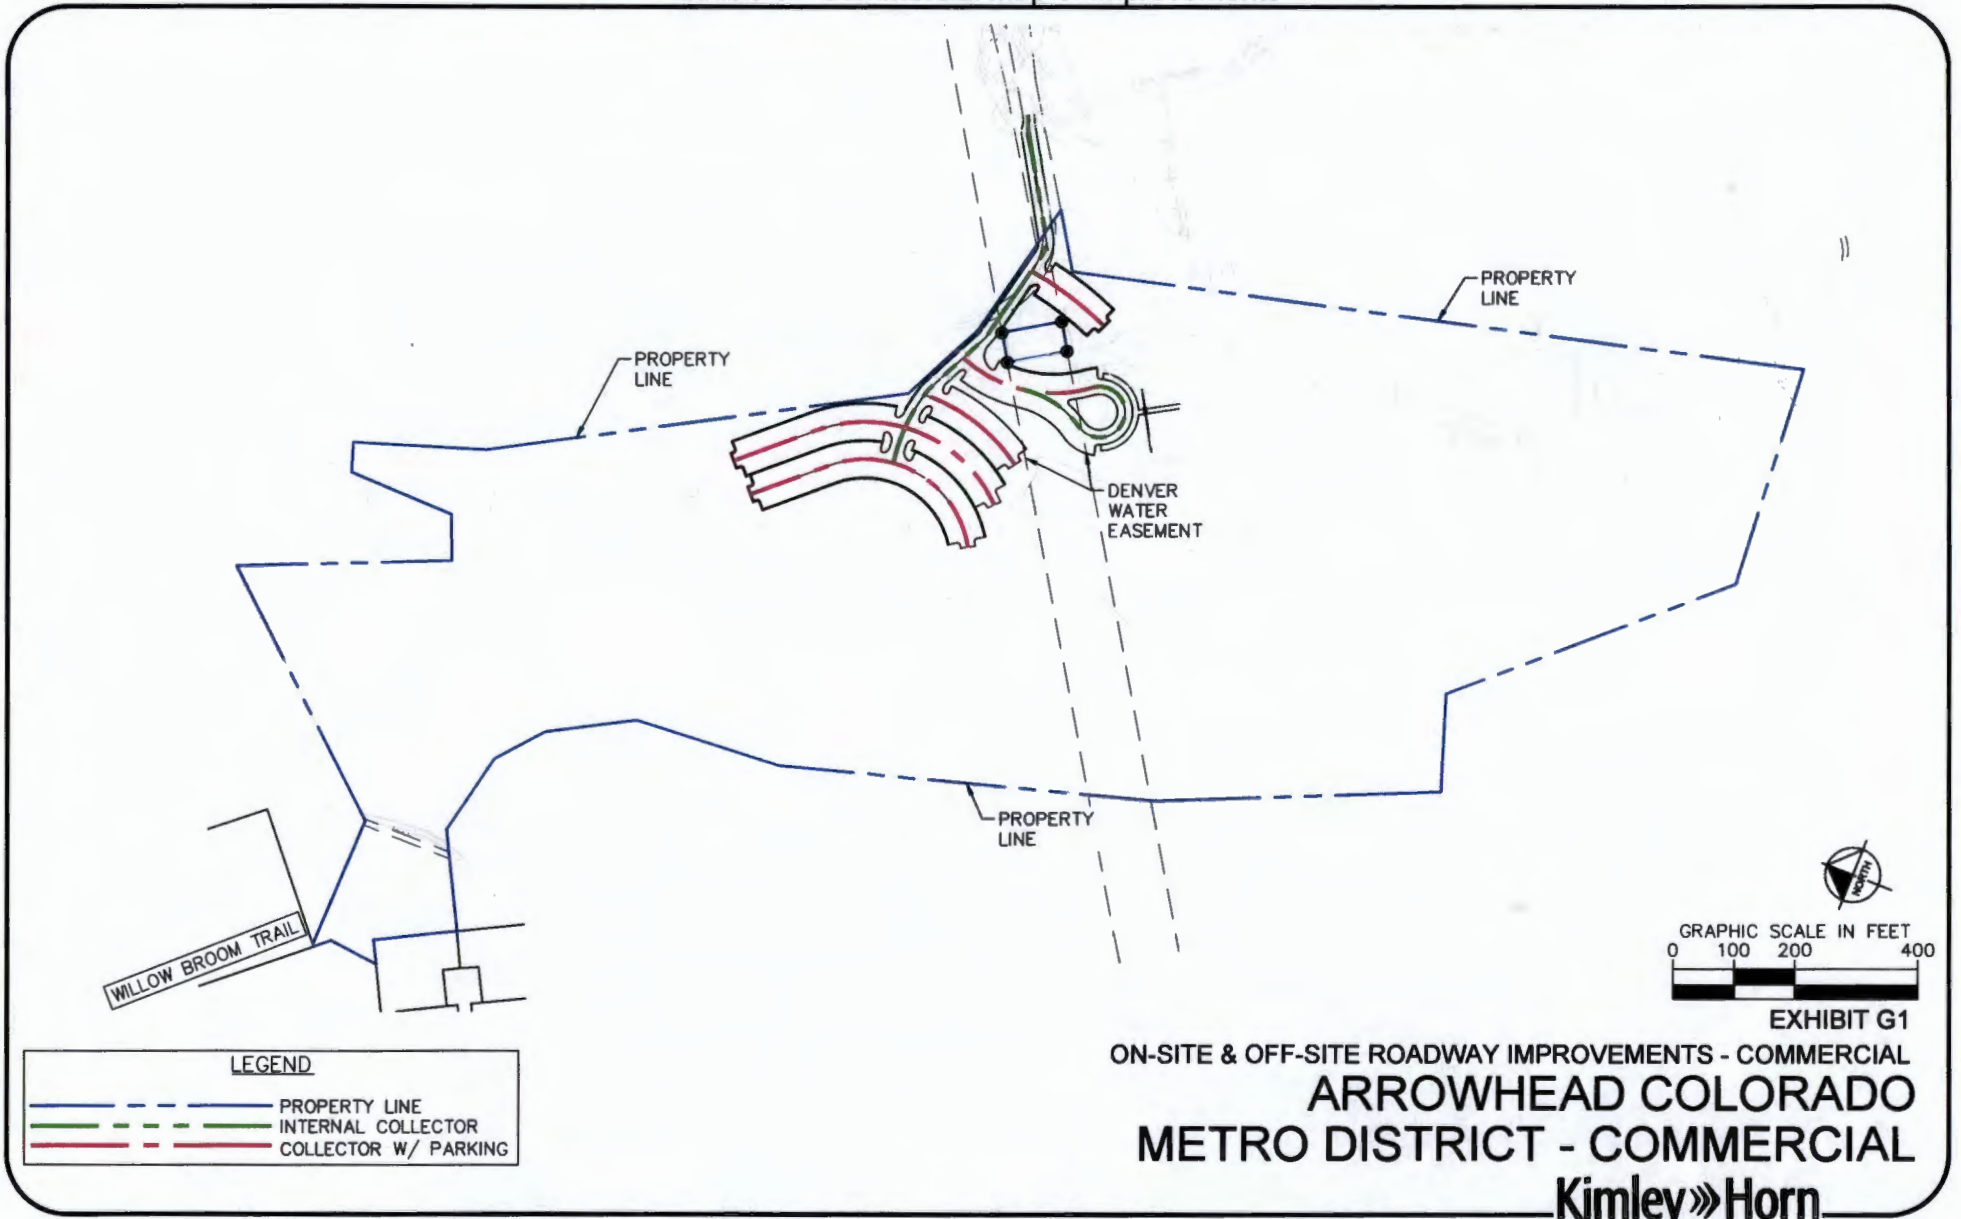 PROPERTY
LINE
PROPERTY
LINE
DENVER
WATER
EASEMENT
PROPERTY
LINE
WILLOW BROOM TRAIL
NORTH
GRAPHIC SCALE IN FEET
0 100 200 400
EXHIBIT G1
ON-SITE & OFF-SITE ROADWAY IMPROVEMENTS - COMMERCIAL
ARROWHEAD COLORADO
METRO DISTRICT - COMMERCIAL
Kimley»Horn
LEGEND
PROPERTY LINE
INTERNAL COLLECTOR
COLLECTOR W/ PARKING